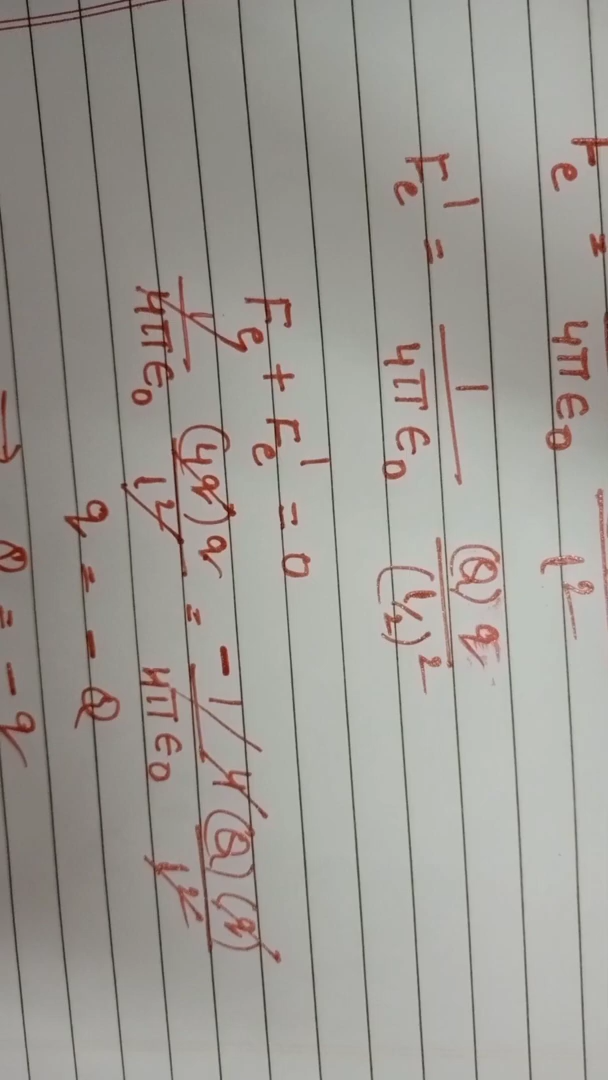 Fe = 4πϵ₀ l²
Fe' = 1/4πϵ₀ (Q)q/(l/2)²
Fe + Fe' = 0
1/4πϵ₀ (4q)q/l² = -1/4πϵ₀ 4(Q)(q)/l²
q = -Q
→ Q = -q